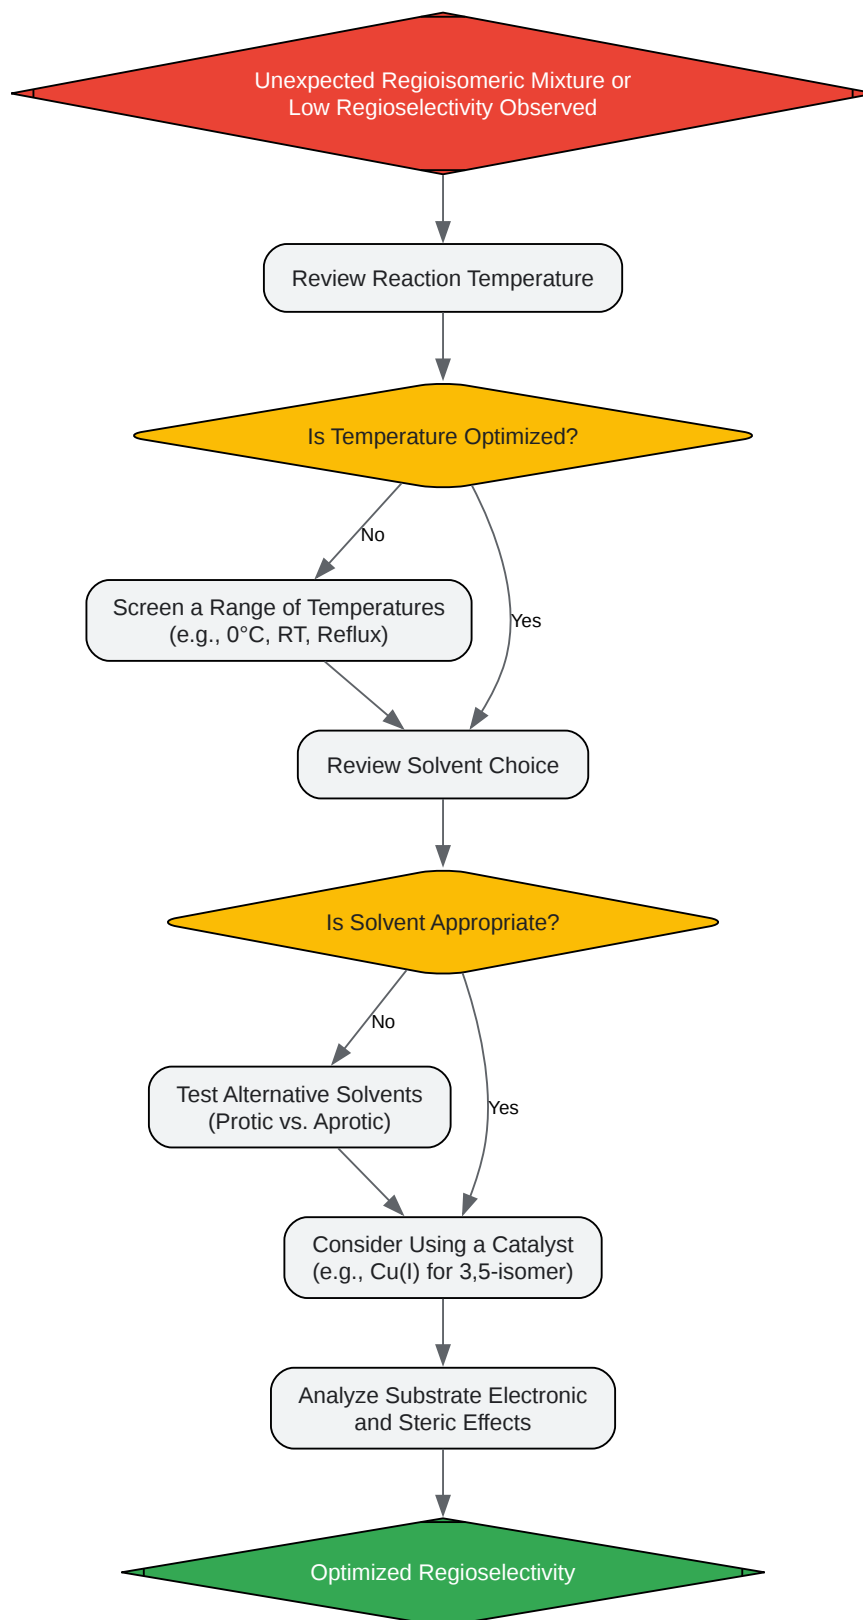 Unexpected Regioisomeric Mixture or
Low Regioselectivity Observed
Review Reaction Temperature
Is Temperature Optimized?
No
Screen a Range of Temperatures
(e.g., 0°C, RT, Reflux)
Yes
Review Solvent Choice
Is Solvent Appropriate?
No
Test Alternative Solvents
(Protic vs. Aprotic)
Yes
Consider Using a Catalyst
(e.g., Cu(I) for 3,5-isomer)
Analyze Substrate Electronic
and Steric Effects
Optimized Regioselectivity